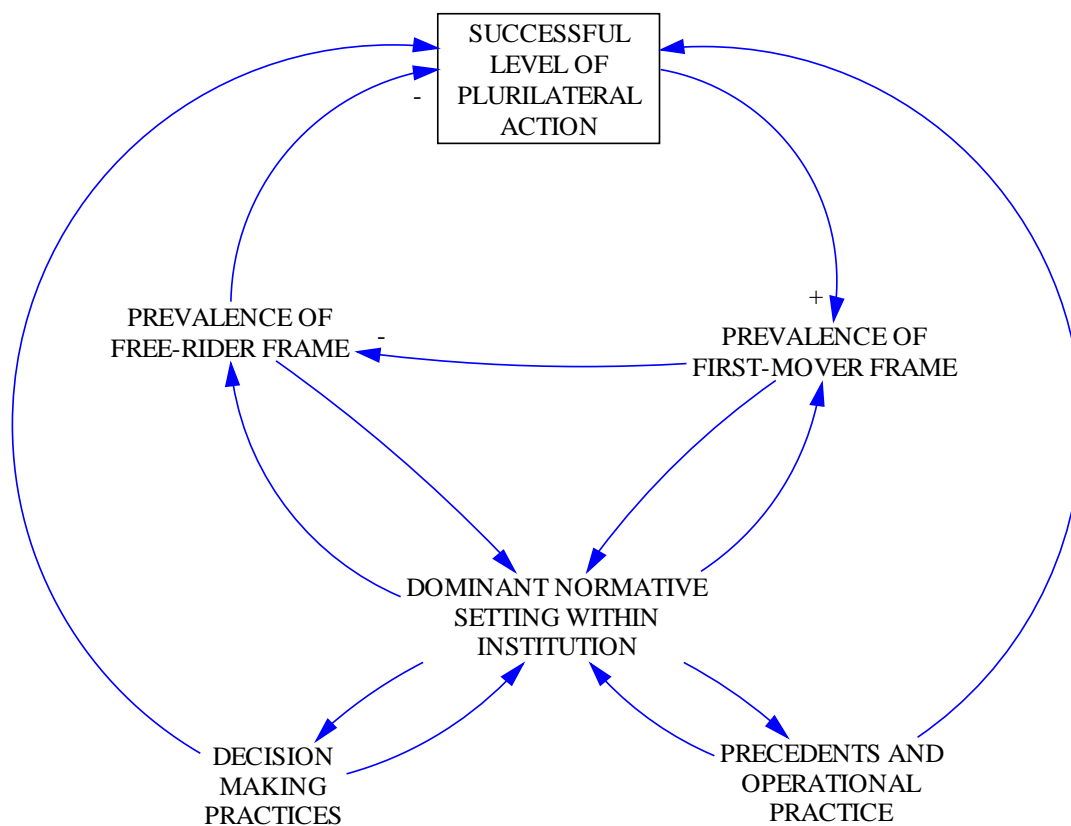 SUCCESSFUL
LEVEL OF
PLURILATERAL
ACTION
-
+
PREVALENCE OF
FREE-RIDER FRAME
-
PREVALENCE OF
FIRST-MOVER FRAME
DOMINANT NORMATIVE
SETTING WITHIN
INSTITUTION
DECISION
MAKING
PRACTICES
PRECEDENTS AND
OPERATIONAL
PRACTICE